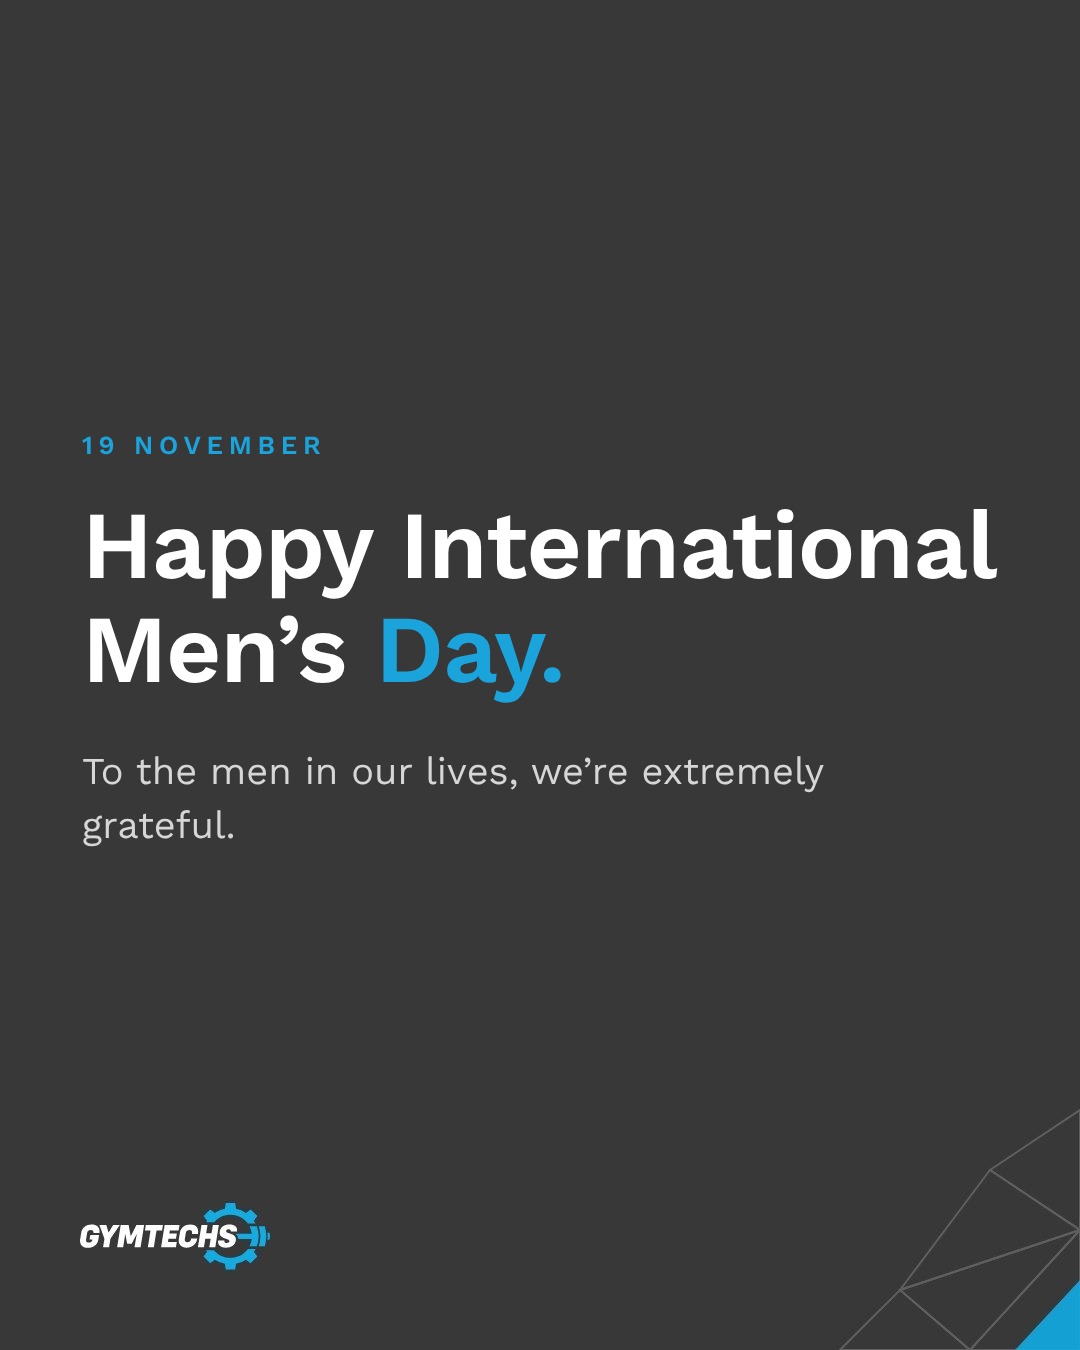 19 NOVEMBER
Happy International
Men’s Day.
To the men in our lives, we’re extremely
grateful.
GYMTECHS